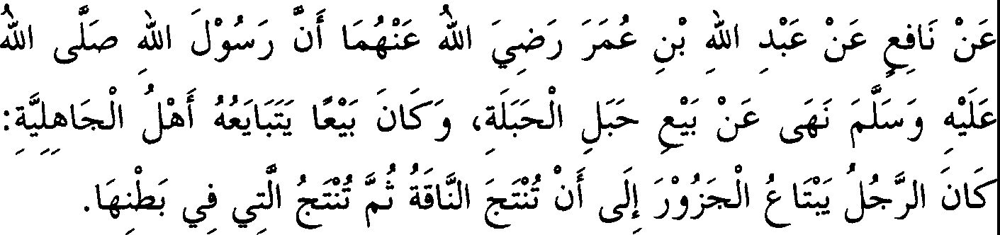 عَنْ نَافِعٍ عَنْ عَبْدِ اللهِ بْنِ عُمَرَ رَضِيَ اللهُ عَنْهُمَا أَنَّ رَسُوْلَ اللهِ صَلَّى اللهُ
عَلَيْهِ وَسَلَّمَ نَهَى عَنْ بَيْعِ حَبَلِ الْحَبَلَةِ، وَكَانَ بَيْعًا يَتَبَايَعُهُ أَهْلُ الْجَاهِلِيَّةِ:
كَانَ الرَّجُلُ يَبْتَاعُ الْجَزُوْرَ إِلَى أَنْ تُنْتَجَ النَّاقَةُ ثُمَّ تُنْتَجُ الَّتِي فِي بَطْنِهَا.